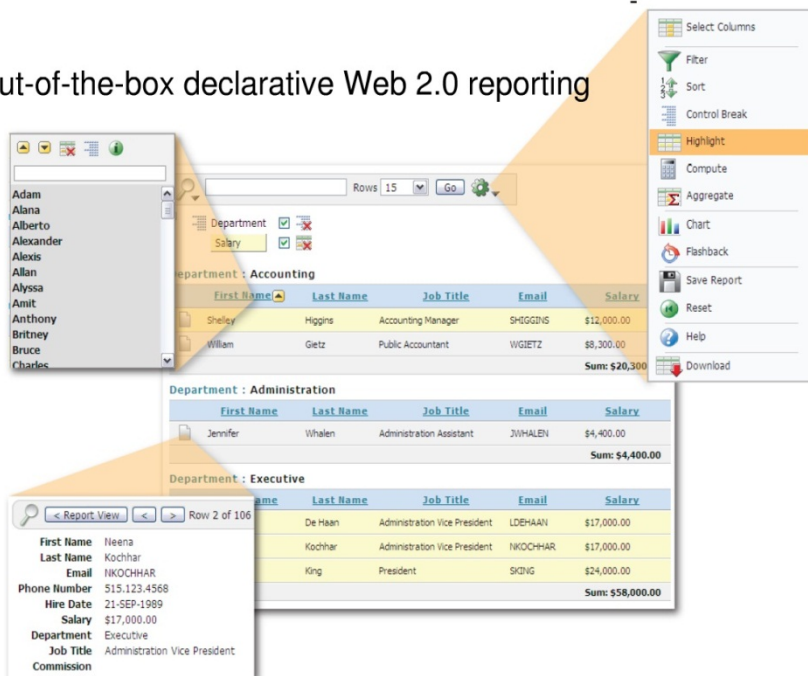 ut-of-the-box declarative Web 2.0 reporting
Select Columns
Filter
Sort
Control Break
Highlight
Compute
Aggregate
Chart
Flashback
Save Report
Reset
Help
Download
Adam
Alana
Alberto
Alexander
Alexis
Allan
Alyssa
Amit
Anthony
Britney
Bruce
Charles
Rows 15 Go
Department
Salary
Department : Accounting
First Name Last Name Job Title Email Salary
Shelley Higgins Accounting Manager SHIGGINS $12,000.00
William Gietz Public Accountant WGIETZ $8,300.00
Sum: $20,300
Department : Administration
First Name Last Name Job Title Email Salary
Jennifer Whalen Administration Assistant JWHALEN $4,400.00
Sum: $4,400.00
Department : Executive
ame Last Name Job Title Email Salary
De Haan Administration Vice President LDEHAAN $17,000.00
Kochhar Administration Vice President NKOCHHAR $17,000.00
King President SKING $24,000.00
Sum: $58,000.00
< Report View < > Row 2 of 106
First Name Neena
Last Name Kochhar
Email NKOCHHAR
Phone Number 515.123.4568
Hire Date 21-SEP-1989
Salary $17,000.00
Department Executive
Job Title Administration Vice President
Commission